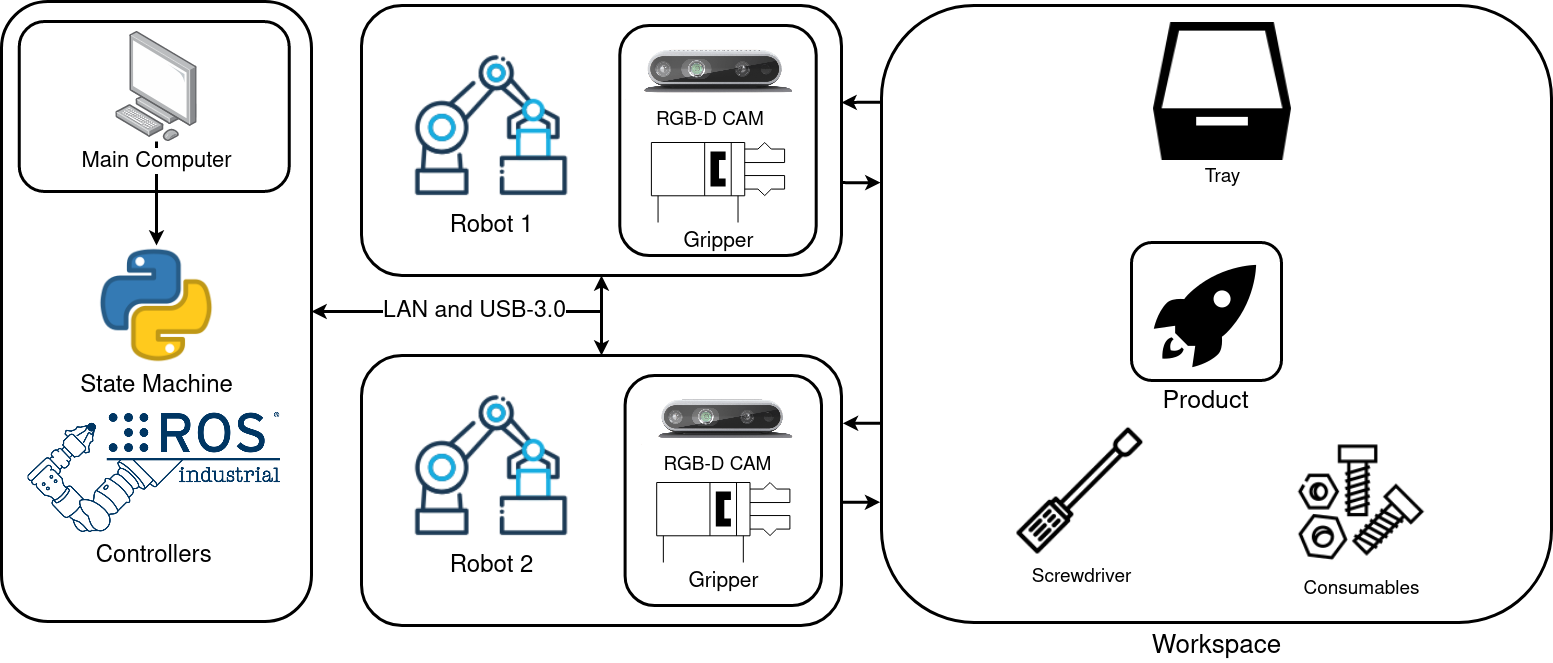 Main Computer
State Machine
ROS
industrial
Controllers
LAN and USB-3.0
Robot 1
RGB-D CAM
Gripper
Robot 2
RGB-D CAM
Gripper
Tray
Product
Screwdriver
Consumables
Workspace